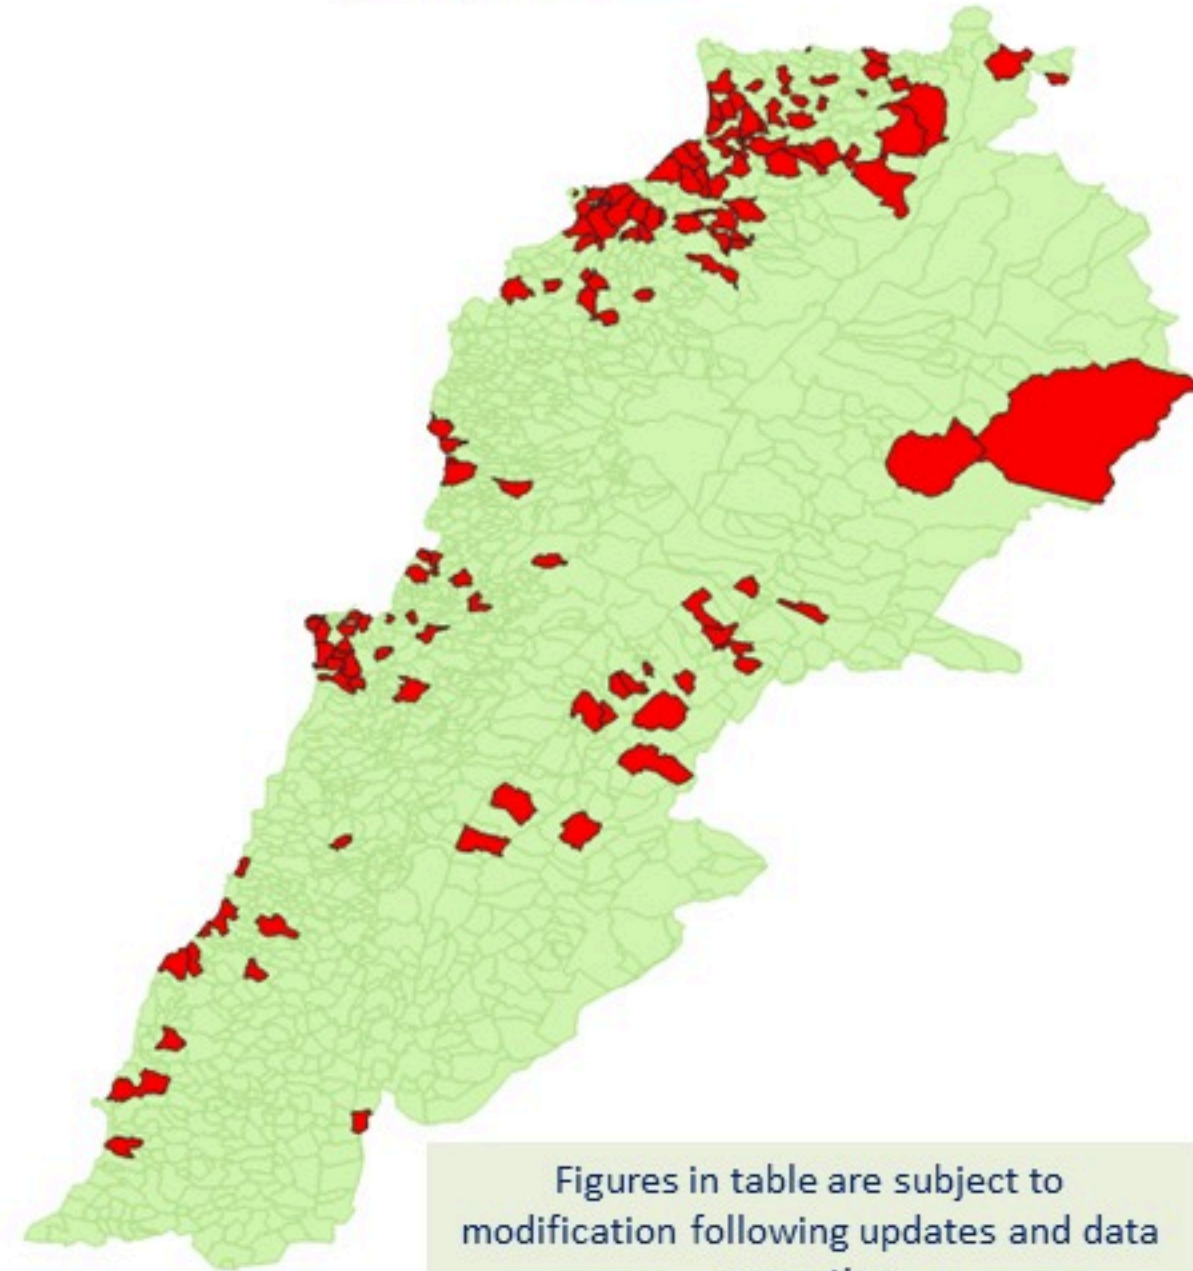 Figures in table are subject to
modification following updates and data